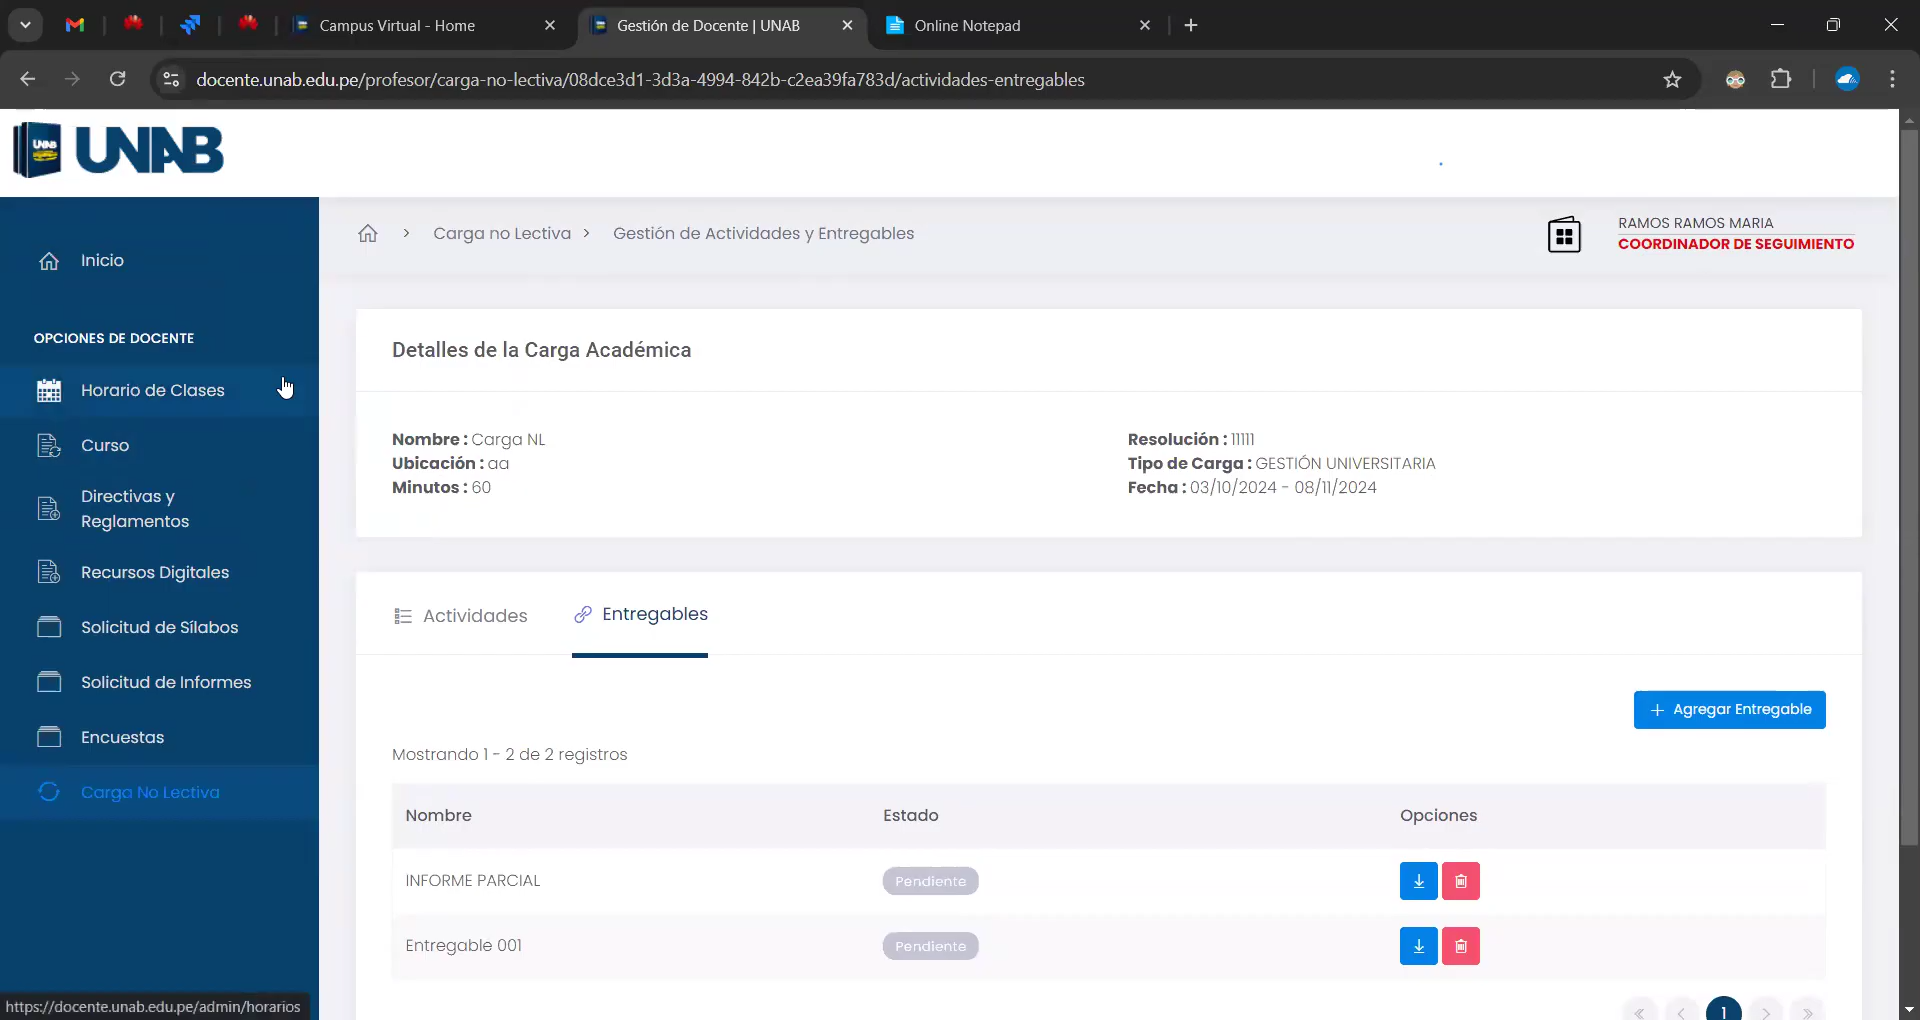 Campus Virtual - Home
Gestión de Docente | UNAB
Online Notepad
docente.unab.edu.pe/profesor/carga-no-lectiva/08dce3d1-3d3a-4994-842b-c2ea39fa783d/actividades-entregables
UNAB
UNAB
Carga no Lectiva
Gestión de Actividades y Entregables
RAMOS RAMOS MARIA
COORDINADOR DE SEGUIMIENTO
Inicio
OPCIONES DE DOCENTE
Horario de Clases
Curso
Directivas y
Reglamentos
Recursos Digitales
Solicitud de Sílabos
Solicitud de Informes
Encuestas
Carga No Lectiva
Detalles de la Carga Académica
Nombre : Carga NL
Ubicación : aa
Minutos : 60
Resolución : 11111
Tipo de Carga : GESTIÓN UNIVERSITARIA
Fecha : 03/10/2024 - 08/11/2024
Actividades
Entregables
+ Agregar Entregable
Mostrando 1 - 2 de 2 registros
Nombre Estado Opciones
INFORME PARCIAL Pendiente
Entregable 001 Pendiente
« ‹ 1 › »
https://docente.unab.edu.pe/admin/horarios